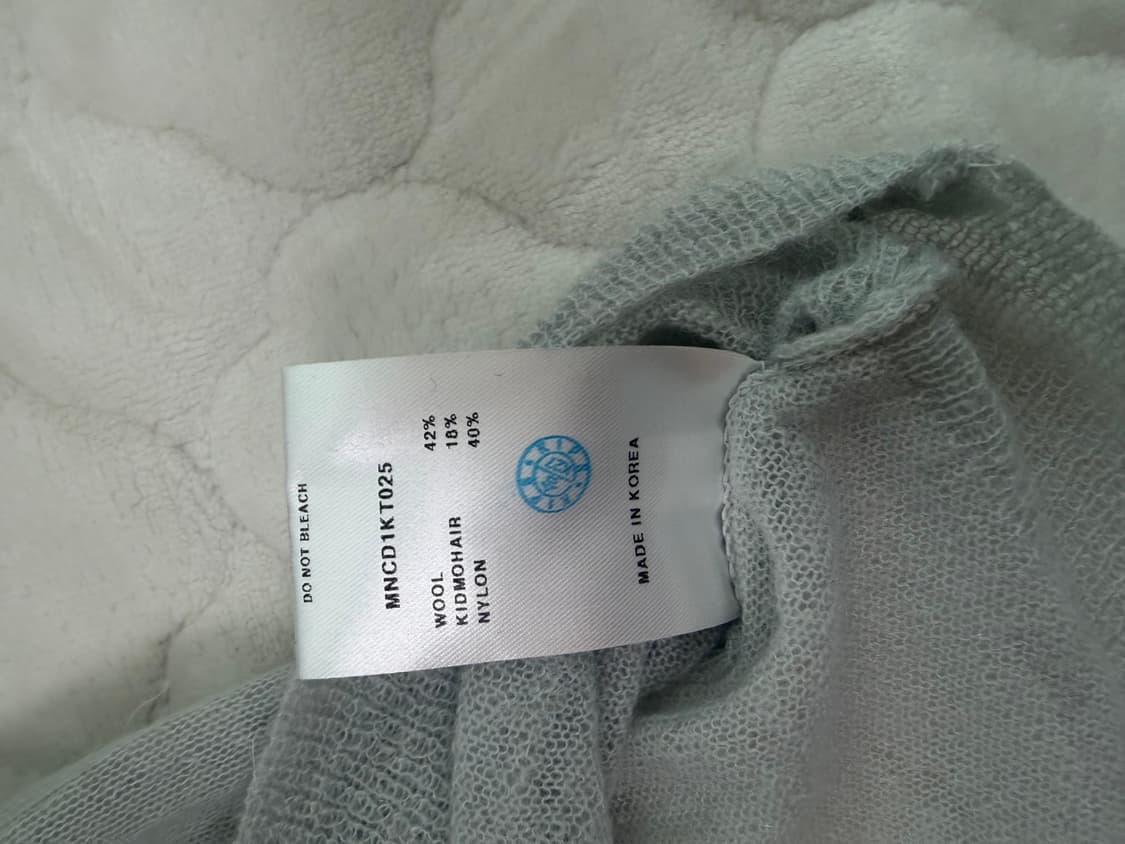 DO NOT BLEACH
MNCD1KT025
WOOL 42%
KIDMOHAIR 18%
NYLON 40%
MADE IN KOREA